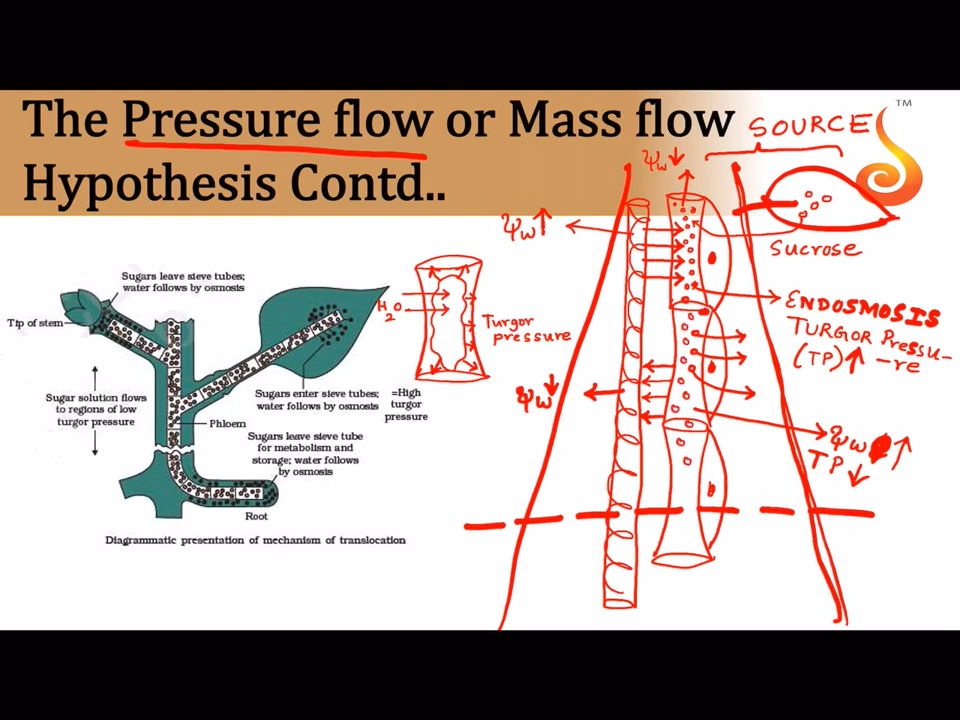 The Pressure flow or Mass flow
Hypothesis Contd..
TM
SOURCE
Ψw↓
Ψw↑
Sucrose
Sugars leave sieve tubes;
water follows by osmosis
Tip of stem
H2O
Turgor
pressure
ENDOSMOSIS
TURGOR Pressu-
(TP)↑ -re
Sugar solution flows
to regions of low
turgor pressure
Sugars enter sieve tubes;
water follows by osmosis
=High
turgor
pressure
Ψw↓
Phloem
Sugars leave sieve tube
for metabolism and
storage; water follows
by osmosis
Ψw ↑
TP↓
Root
Diagrammatic presentation of mechanism of translocation